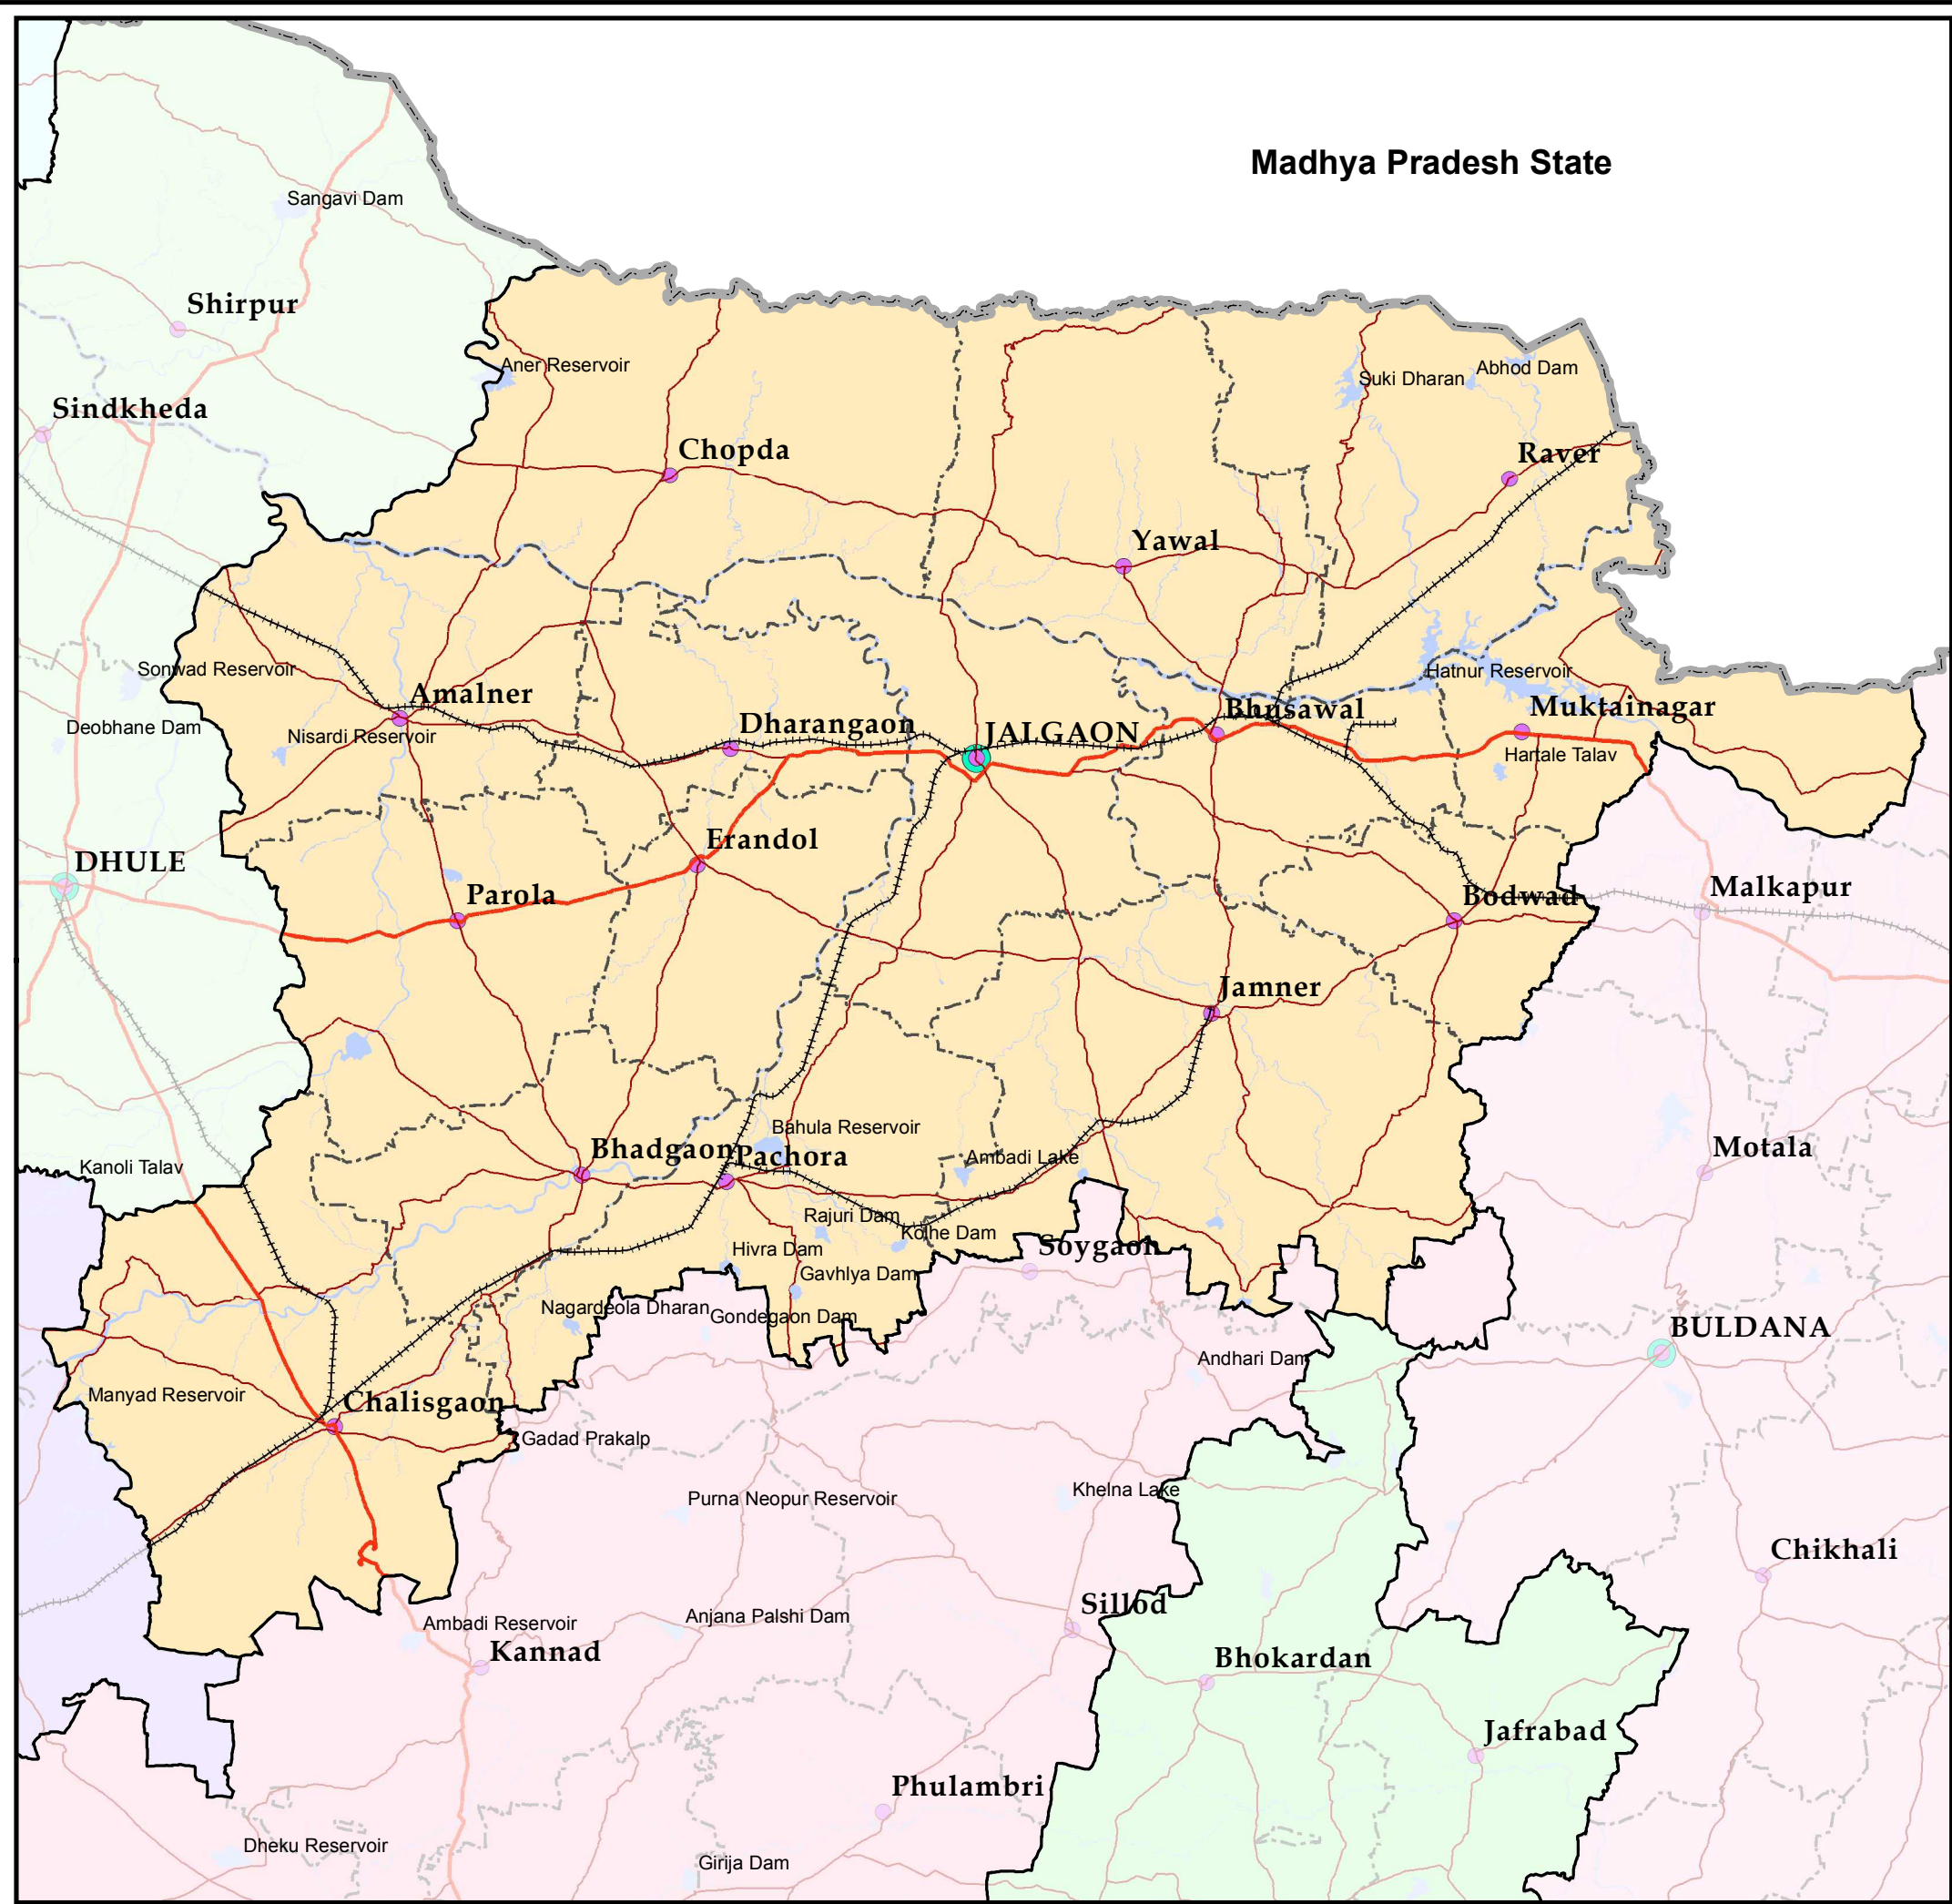 Madhya Pradesh State
Sangavi Dam
Shirpur
Aner Reservoir
Suki Dharan
Abhod Dam
Sindkheda
Chopda
Raver
Yawal
Sonwad Reservoir
Hatnur Reservoir
Amalner
Deobhane Dam
Nisardi Reservoir
Dharangaon
JALGAON
Bhusawal
Muktainagar
Hartale Talav
Erandol
DHULE
Parola
Bodwad
Malkapur
Jamner
Bahula Reservoir
Bhadgaon
Pachora
Ambadi Lake
Motala
Kanoli Talav
Rajuri Dam
Kolhe Dam
Hivra Dam
Soygaon
Gavhlya Dam
Nagardeola Dharan
Gondegaon Dam
BULDANA
Andhari Dam
Manyad Reservoir
Chalisgaon
Gadad Prakalp
Khelna Lake
Purna Neopur Reservoir
Chikhali
Sillod
Anjana Palshi Dam
Ambadi Reservoir
Kannad
Bhokardan
Jafrabad
Phulambri
Dheku Reservoir
Girija Dam